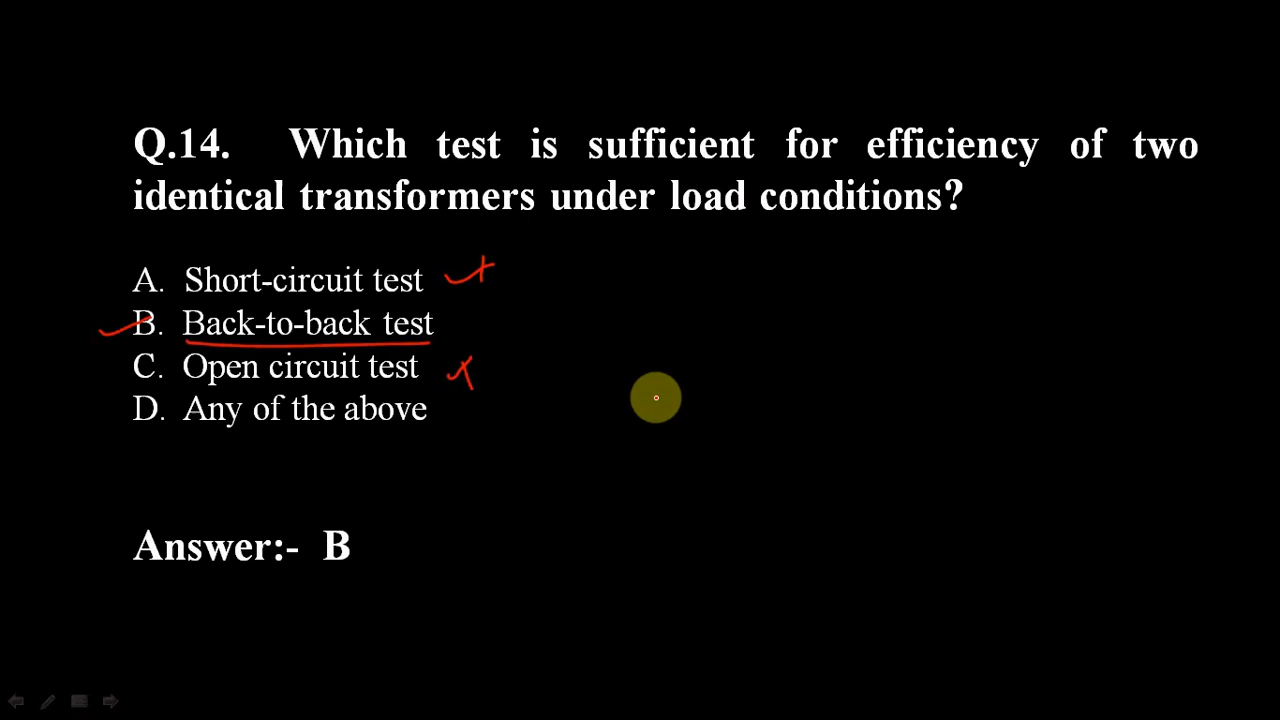 Q.14. Which test is sufficient for efficiency of two
identical transformers under load conditions?
A. Short-circuit test
B. Back-to-back test
C. Open circuit test
D. Any of the above
Answer:- B